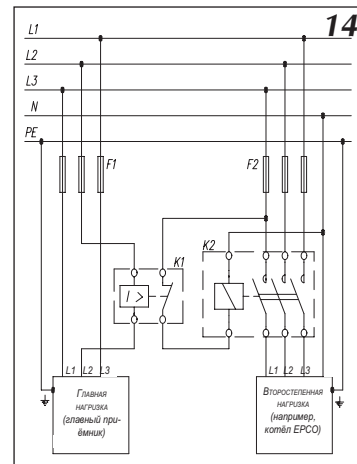 14
L1
L2
L3
N
PE
F1
F2
K1
K2
I >
L1 L2 L3
Главная
нагрузка
(главный при-
ёмник)
L1 L2 L3
Второстепенная
нагрузка
(например,
котёл EPCO)